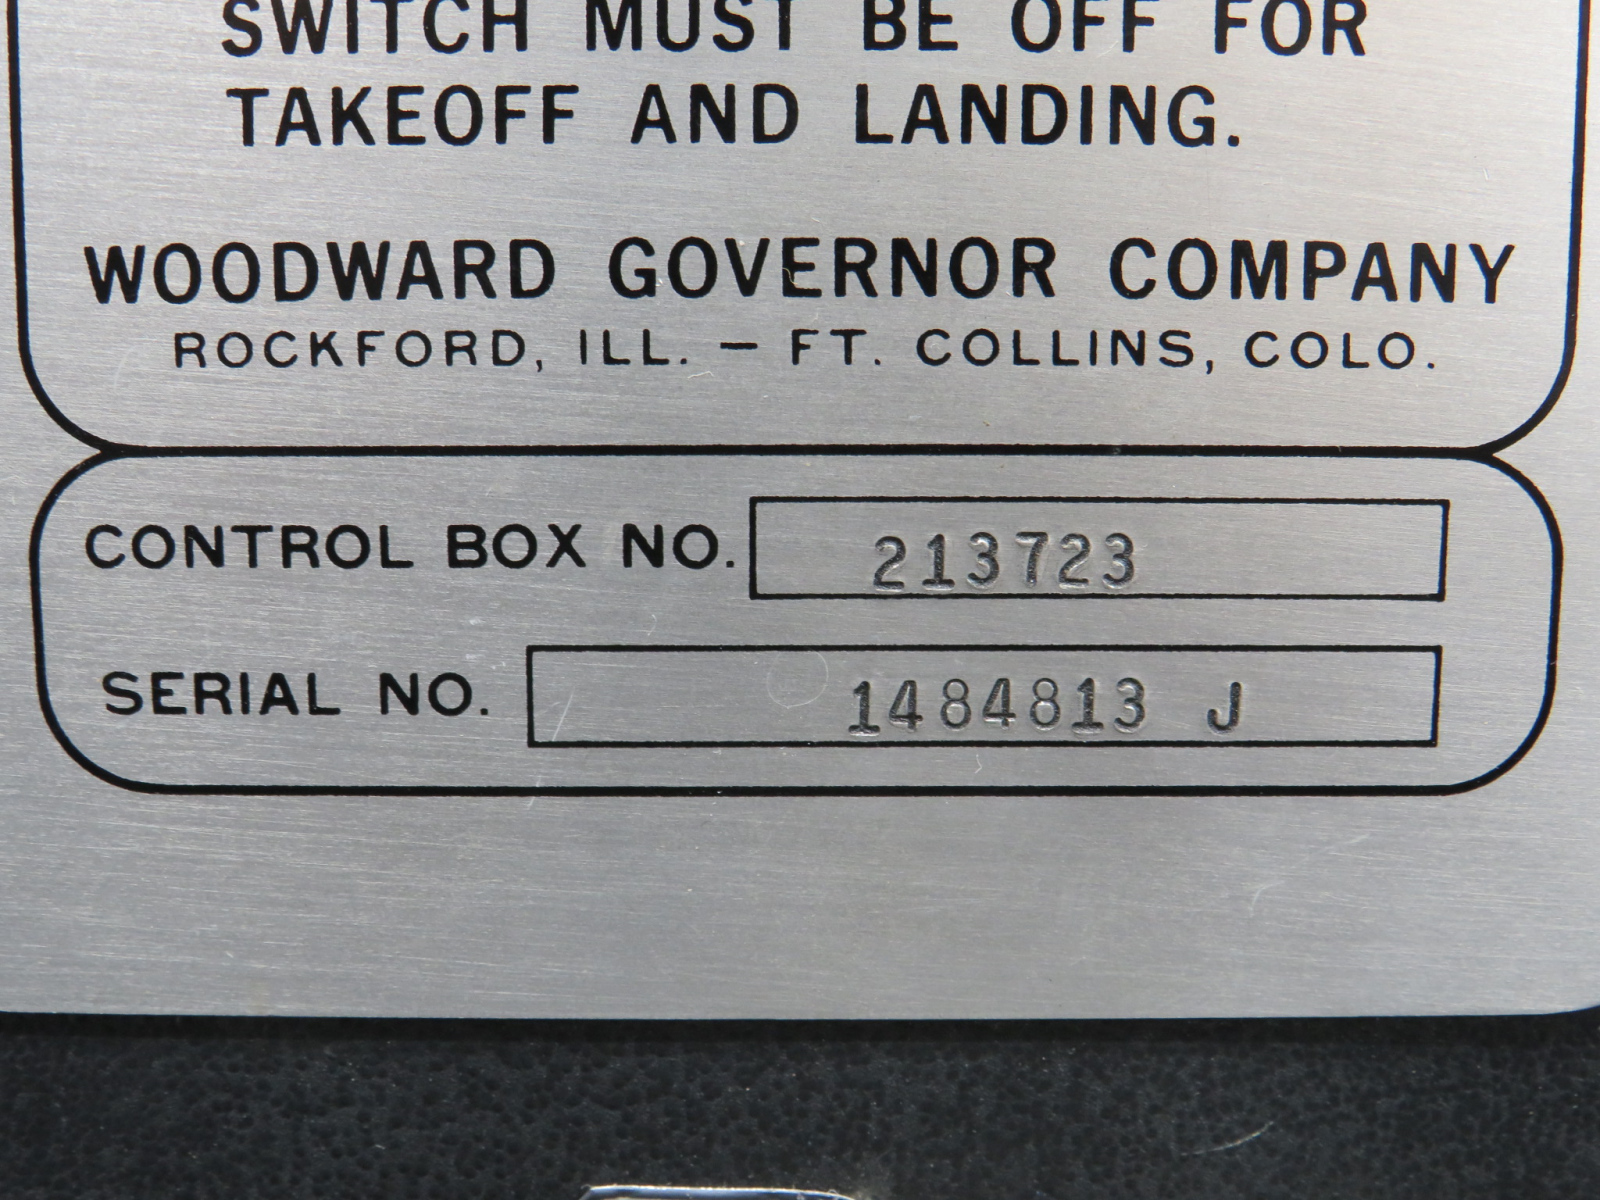 SWITCH MUST BE OFF FOR
TAKEOFF AND LANDING.
WOODWARD GOVERNOR COMPANY
ROCKFORD, ILL. – FT. COLLINS, COLO.
CONTROL BOX NO. 213723
SERIAL NO. 1484813 J